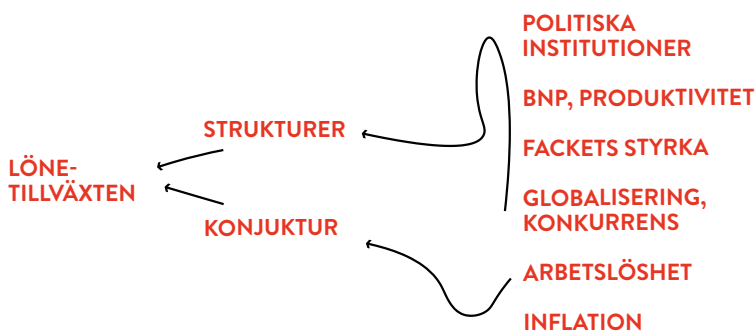 POLITISKA
INSTITUTIONER
BNP, PRODUKTIVITET
STRUKTURER
FACKETS STYRKA
LÖNE-
TILLVÄXTEN
GLOBALISERING,
KONKURRENS
KONJUKTUR
ARBETSLÖSHET
INFLATION